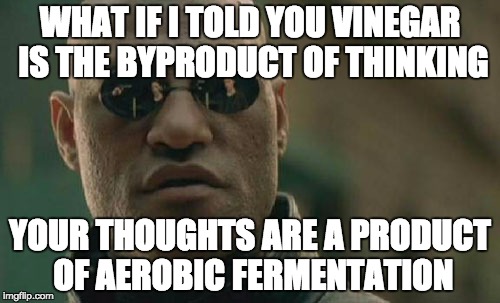 WHAT IF I TOLD YOU VINEGAR
IS THE BYPRODUCT OF THINKING
YOUR THOUGHTS ARE A PRODUCT
OF AEROBIC FERMENTATION
imgflip.com